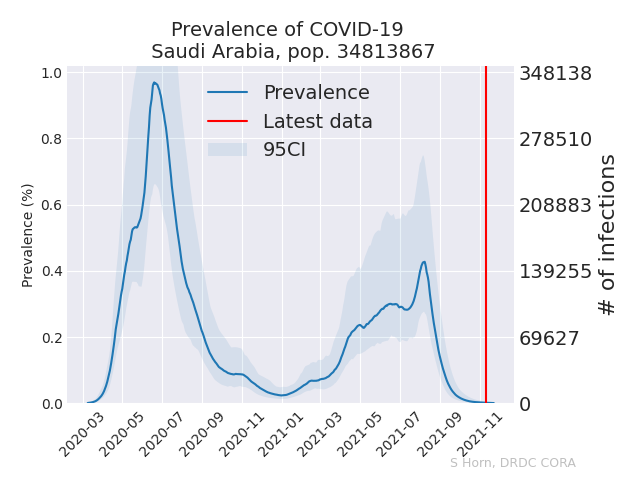 Prevalence of COVID-19
Saudi Arabia, pop. 34813867
Prevalence
Latest data
95CI
Prevalence (%)
1.0
0.8
0.6
0.4
0.2
0.0
348138
278510
208883
139255
69627
0
# of infections
2020-03
2020-05
2020-07
2020-09
2020-11
2021-01
2021-03
2021-05
2021-07
2021-09
2021-11
S Horn, DRDC CORA